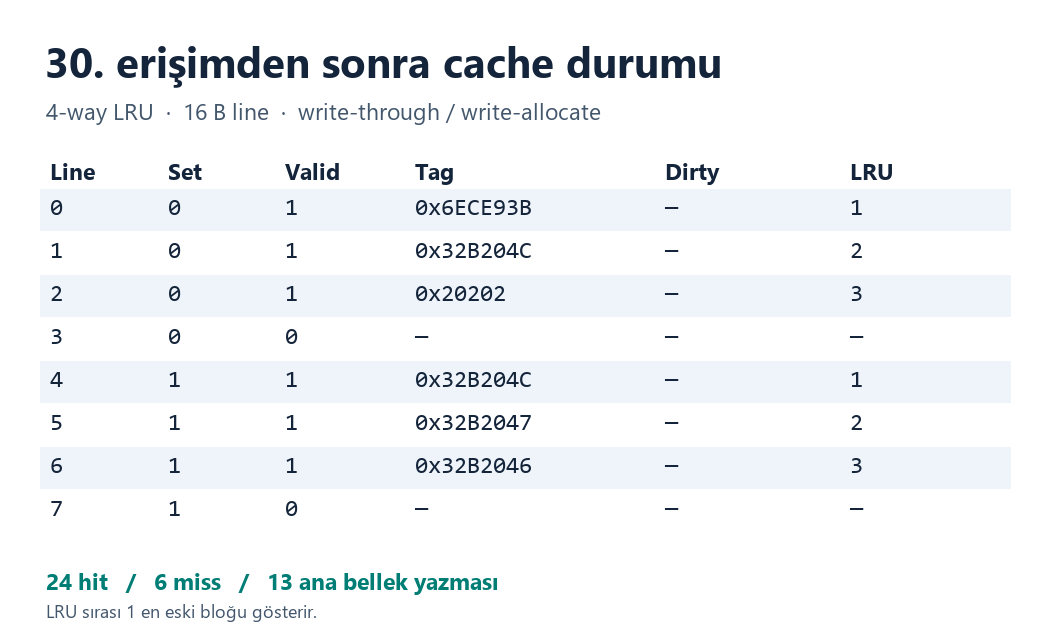 30. erişimden sonra cache durumu
4-way LRU · 16 B line · write-through / write-allocate
Line Set Valid Tag Dirty LRU
0 0 1 0x6ECE93B — 1
1 0 1 0x32B204C — 2
2 0 1 0x20202 — 3
3 0 0 — — —
4 1 1 0x32B204C — 1
5 1 1 0x32B2047 — 2
6 1 1 0x32B2046 — 3
7 1 0 — — —
24 hit / 6 miss / 13 ana bellek yazması
LRU sırası 1 en eski bloğu gösterir.